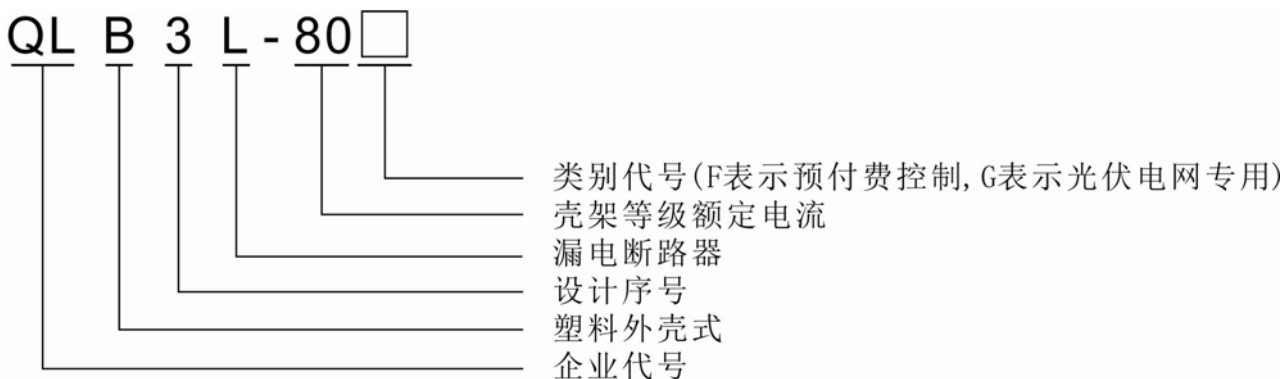 QL B 3 L - 80□
类别代号(F表示预付费控制,G表示光伏电网专用)
壳架等级额定电流
漏电断路器
设计序号
塑料外壳式
企业代号